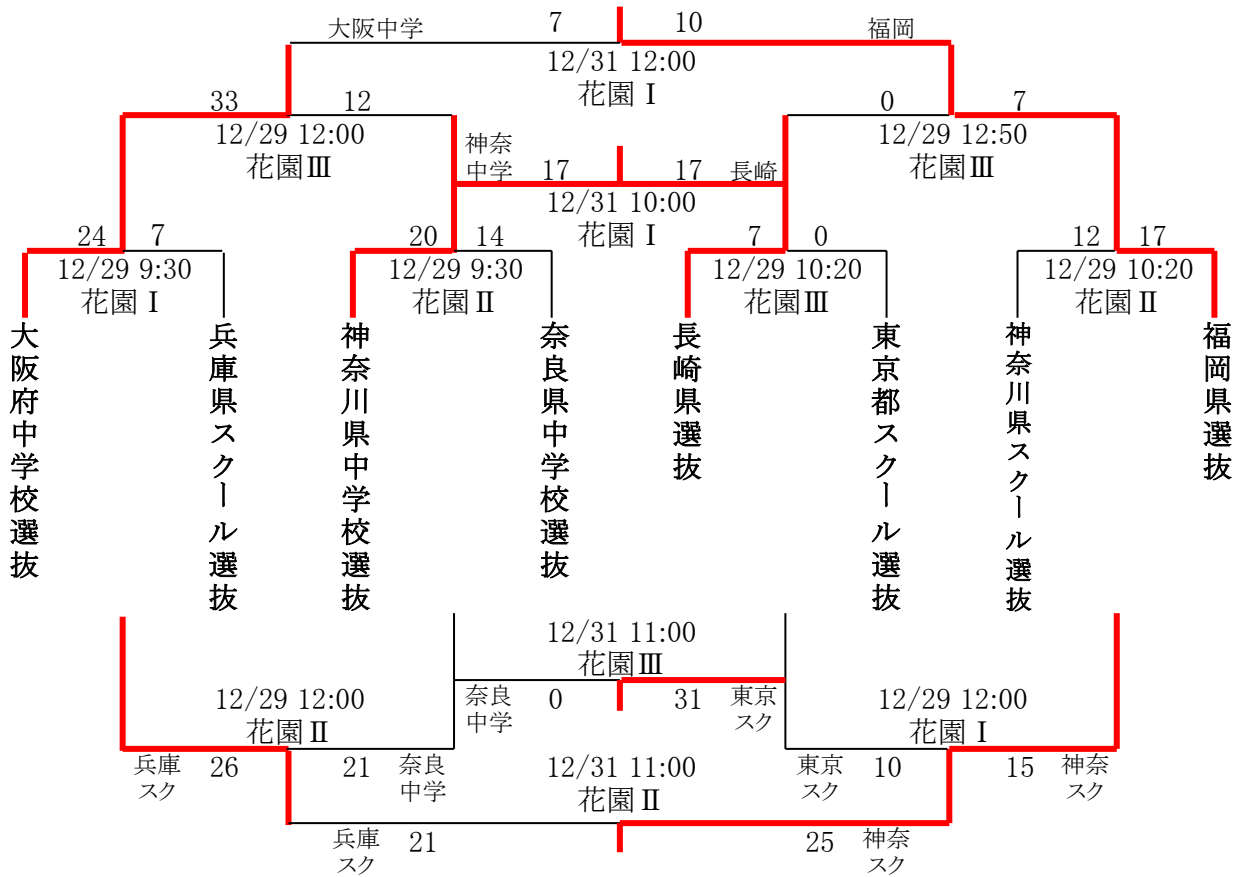 大阪中学 7 10 福岡
12/31 12:00
花園Ⅰ
33 12 0 7
12/29 12:00
花園Ⅲ
12/29 12:50
花園Ⅲ
神奈
中学
17 17 長崎
12/31 10:00
花園Ⅰ
24 7
12/29 9:30
花園Ⅰ
20 14
12/29 9:30
花園Ⅱ
7 0
12/29 10:20
花園Ⅲ
12 17
12/29 10:20
花園Ⅱ
大阪府中学校選抜
兵庫県スクール選抜
神奈川県中学校選抜
奈良県中学校選抜
長崎県選抜
東京都スクール選抜
神奈川県スクール選抜
福岡県選抜
12/31 11:00
花園Ⅲ
奈良
中学
0 31
東京
スク
12/29 12:00
花園Ⅱ
兵庫
スク
26 21
奈良
中学
12/29 12:00
花園Ⅰ
東京
スク
10 15
神奈
スク
12/31 11:00
花園Ⅱ
兵庫
スク
21 25
神奈
スク